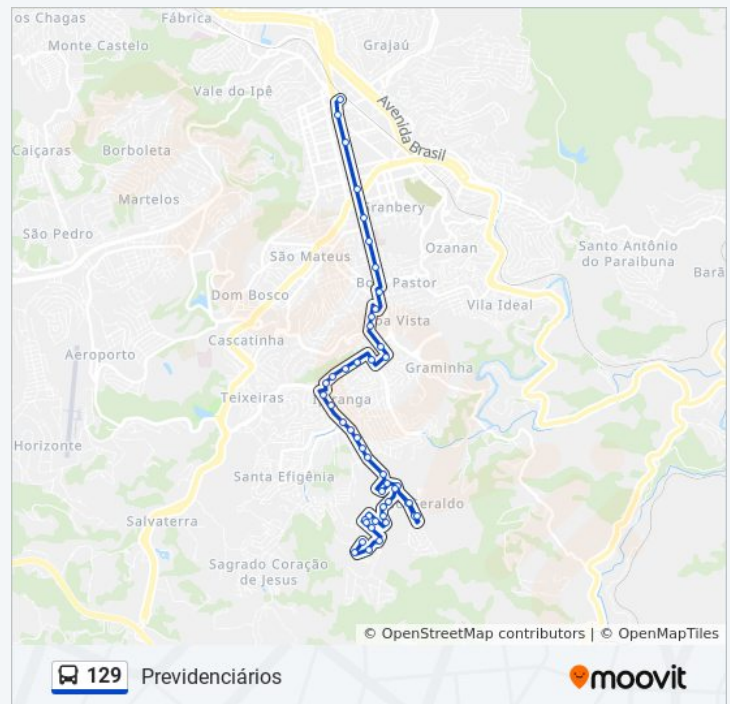 os Chagas
Fábrica
Monte Castelo
Grajaú
Vale do Ipê
Avenida Brasil
Caiçaras
Borboleta
Martelos
Granbery
São Pedro
Ozanan
Santo Antônio
do Paraibuna
São Mateus
Bom Pastor
Bará
Dom Bosco
Vila Ideal
Boa Vista
Cascatinha
Aeroporto
Graminha
Teixeiras
Ipiranga
Horizonte
Santa Efigênia
Geraldo
Salvaterra
Sagrado Coração
de Jesus
© OpenStreetMap contributors | © OpenMapTiles
129
Previdenciários
moovit